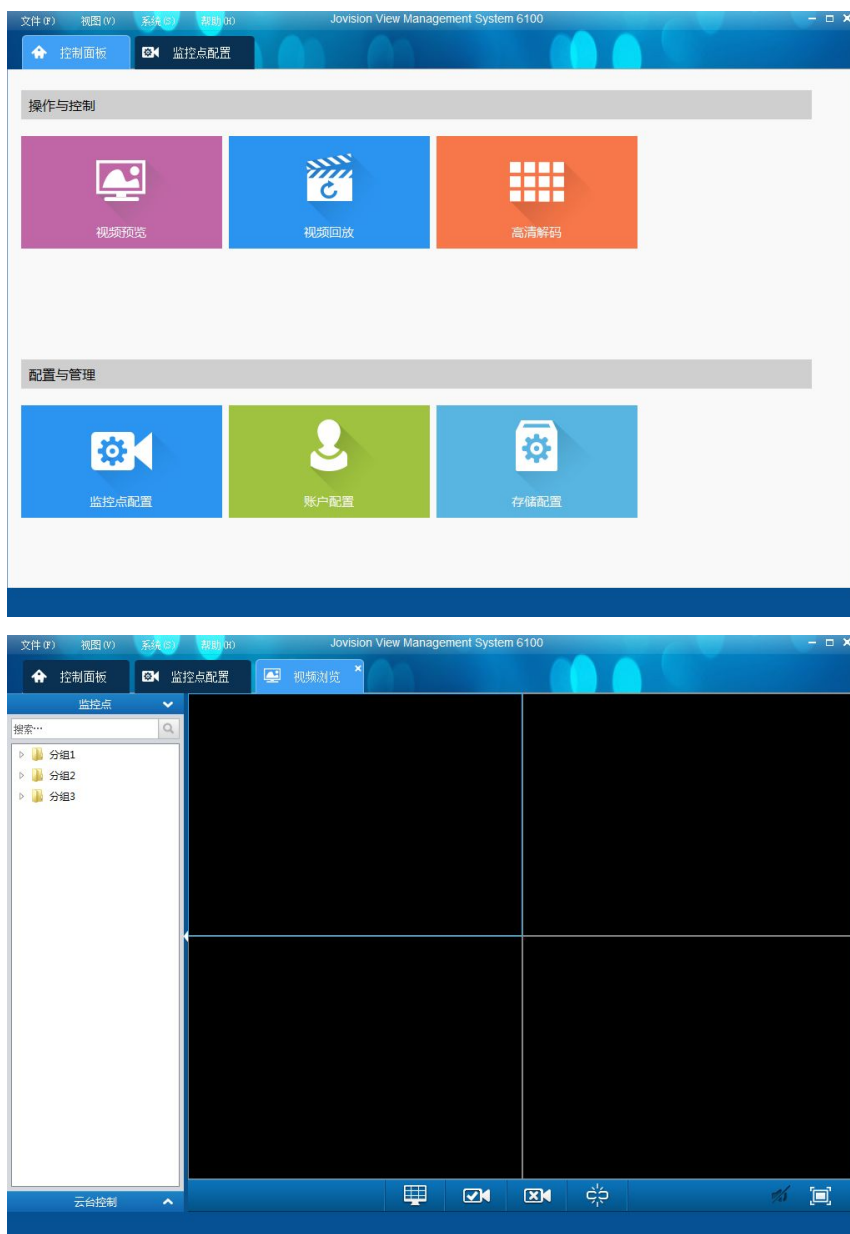 文件(F) 视图(V) 系统(S) 帮助(H) Jovision View Management System 6100
控制面板 监控点配置
操作与控制
视频预览 视频回放 高清解码
配置与管理
监控点配置 账户配置 存储配置
文件(F) 视图(V) 系统(S) 帮助(H) Jovision View Management System 6100
控制面板 监控点配置 视频浏览
监控点
搜索…
分组1
分组2
分组3
云台控制